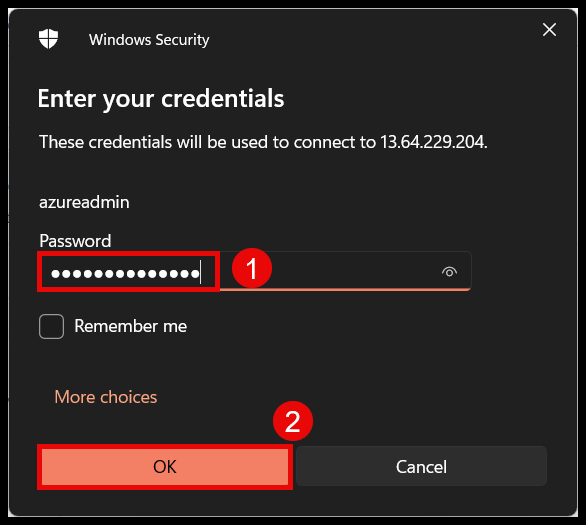 Windows Security
Enter your credentials
These credentials will be used to connect to 13.64.229.204.
azureadmin
Password
●●●●●●●●●●●●●● 1
Remember me
More choices
2
OK Cancel